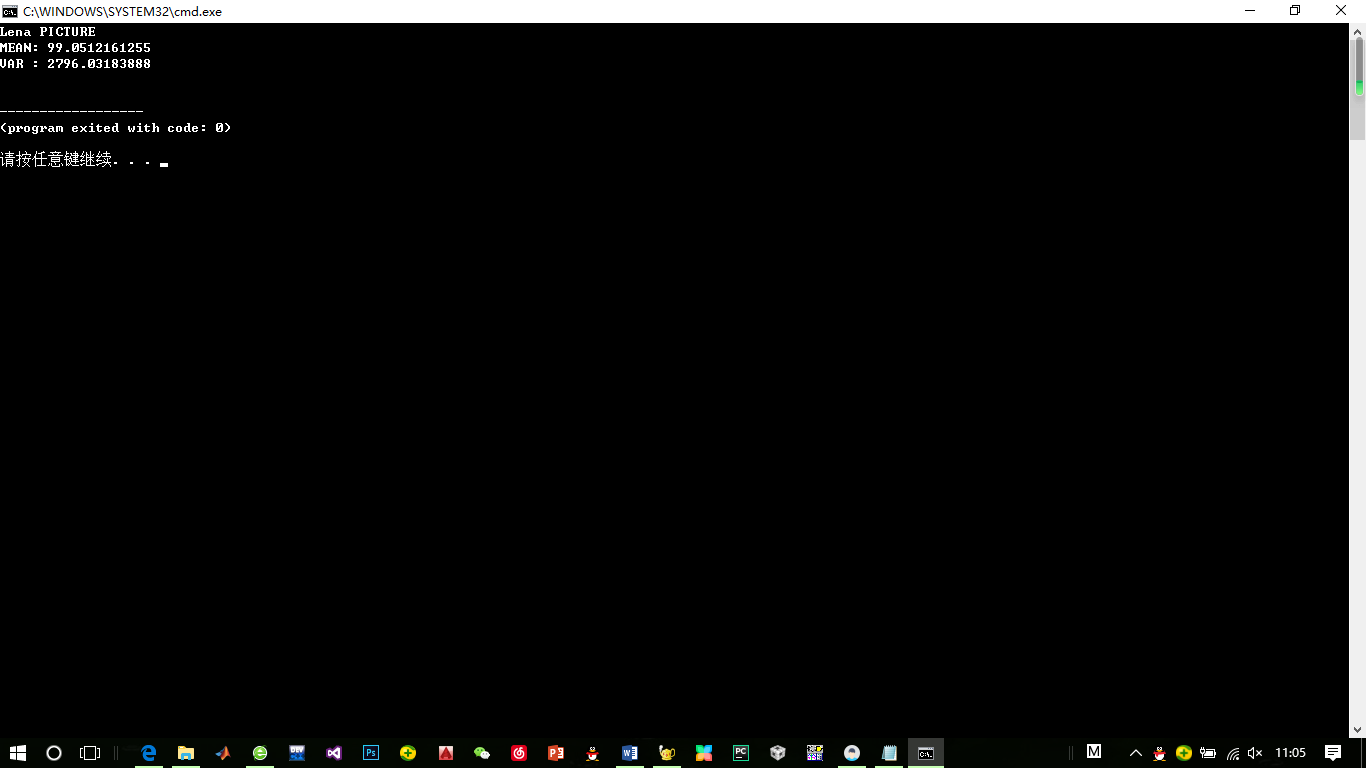 C:\WINDOWS\SYSTEM32\cmd.exe
Lena PICTURE
MEAN: 99.0512161255
VAR : 2796.03183888
------------------
(program exited with code: 0)
请按任意键继续. . .
M
11:05